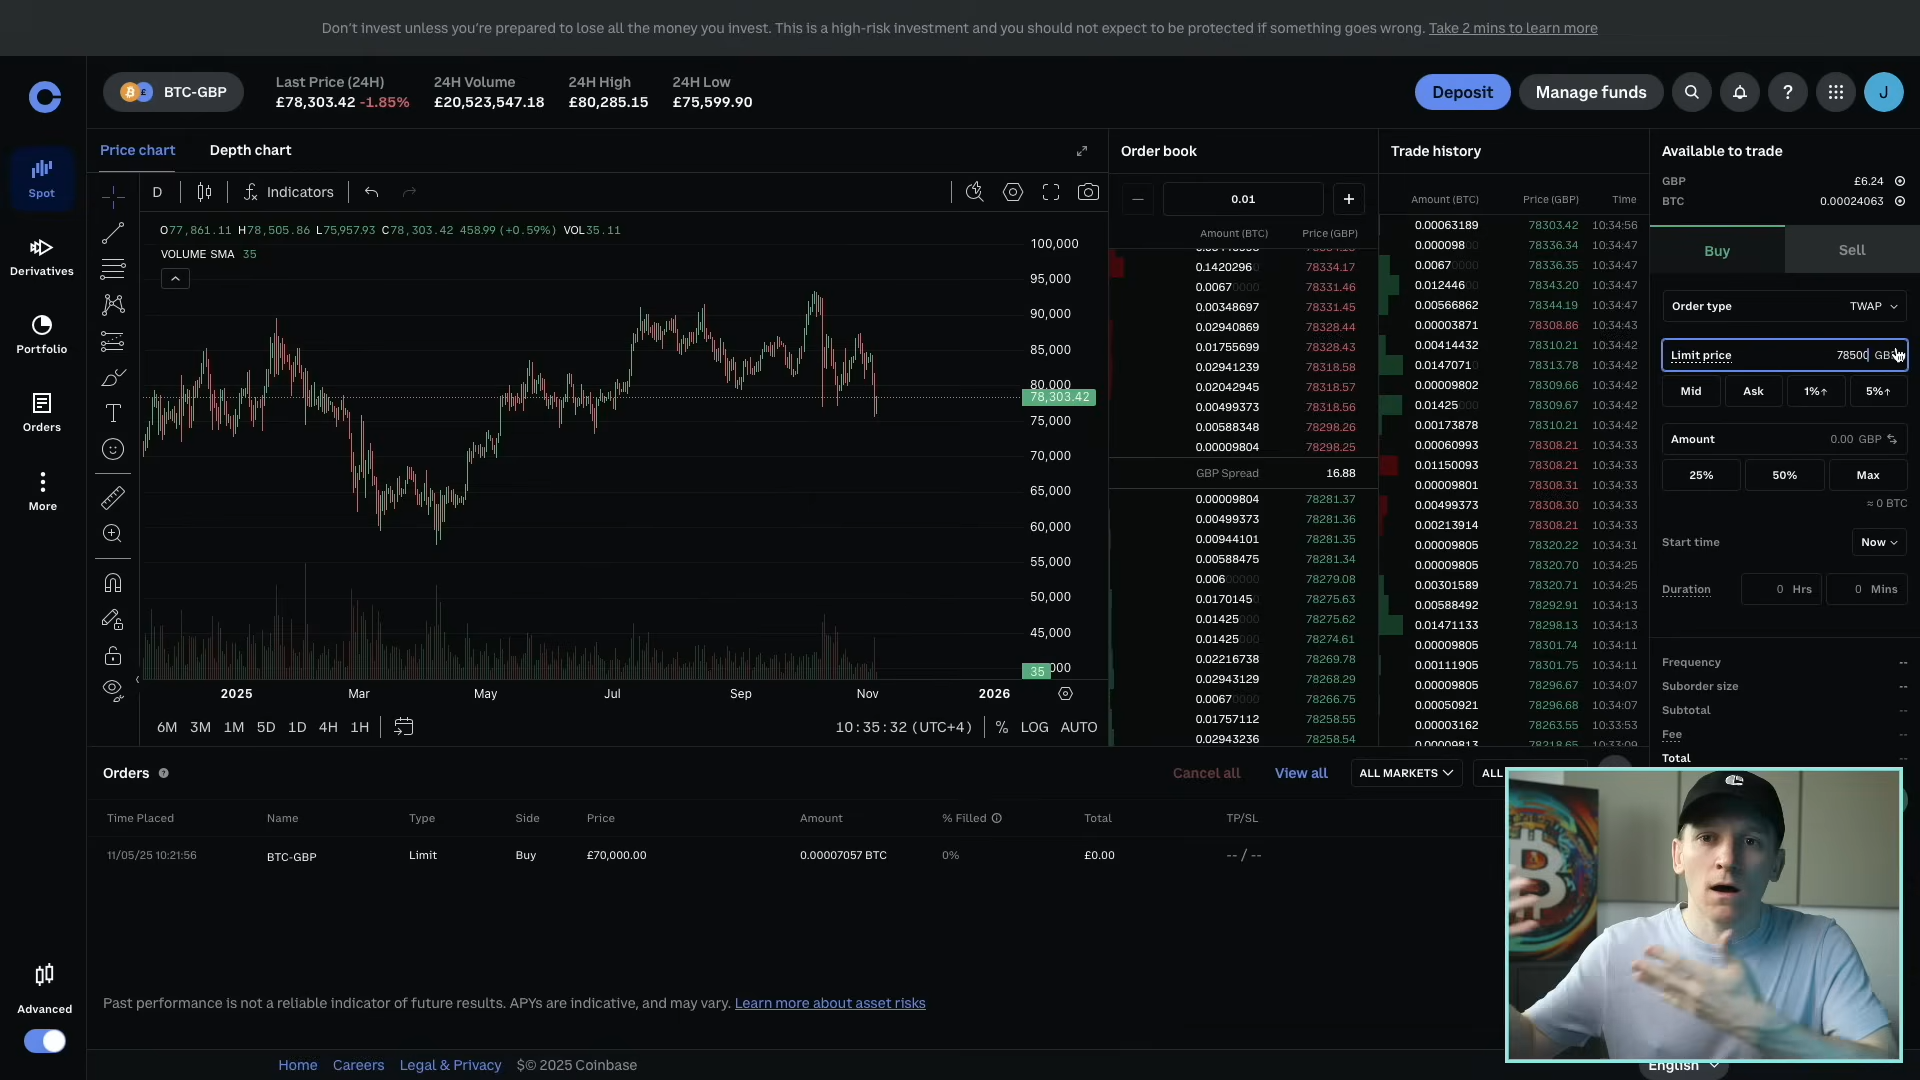 Don't invest unless you're prepared to lose all the money you invest. This is a high-risk investment and you should not expect to be protected if something goes wrong. Take 2 mins to learn more
BTC-GBP
Last Price (24H)
£78,303.42 -1.85%
24H Volume
£20,523,547.18
24H High
£80,285.15
24H Low
£75,599.90
Deposit
Manage funds
?
J
Spot
Derivatives
Portfolio
Orders
More
Advanced
Price chart
Depth chart
D
Indicators
O77,861.11 H78,505.86 L75,957.93 C78,303.42 458.99 (+0.59%) VOL35.11
VOLUME SMA 35
100,000
95,000
90,000
85,000
80,000
78,303.42
75,000
70,000
65,000
60,000
55,000
50,000
45,000
35
2025 Mar May Jul Sep Nov 2026
6M 3M 1M 5D 1D 4H 1H
10:35:32 (UTC+4) % LOG AUTO
Order book
0.01
Amount (BTC) Price (GBP)
0.14202960 78334.17
0.00670000 78331.46
0.00348697 78331.45
0.02940869 78328.44
0.01755699 78328.43
0.02941239 78318.58
0.02042945 78318.57
0.00499373 78318.56
0.00588348 78298.26
0.00009804 78298.25
GBP Spread 16.88
0.00009804 78281.37
0.00499373 78281.36
0.00944101 78281.35
0.00588475 78281.34
0.00600000 78279.08
0.01701450 78275.63
0.01425000 78275.62
0.01425000 78274.61
0.02216738 78269.78
0.02943129 78268.29
0.00670000 78266.75
0.01757112 78258.55
0.02943236 78258.54
Trade history
Amount (BTC) Price (GBP) Time
0.00063189 78303.42 10:34:56
0.00009800 78336.34 10:34:47
0.00670000 78336.35 10:34:47
0.01244600 78343.20 10:34:47
0.00566862 78344.19 10:34:47
0.00003871 78308.86 10:34:43
0.00414432 78310.21 10:34:42
0.01470710 78313.78 10:34:42
0.00009802 78309.66 10:34:42
0.01425000 78309.67 10:34:42
0.00173878 78310.21 10:34:42
0.00060993 78308.21 10:34:33
0.01150093 78308.21 10:34:33
0.00009801 78308.31 10:34:33
0.00499373 78308.30 10:34:33
0.00213914 78308.21 10:34:33
0.00009805 78320.22 10:34:31
0.00009805 78320.70 10:34:25
0.00301589 78320.71 10:34:25
0.00588492 78292.91 10:34:13
0.01471133 78298.13 10:34:13
0.00009805 78301.74 10:34:11
0.00111905 78301.75 10:34:11
0.00009805 78296.67 10:34:07
0.00050921 78296.68 10:34:07
0.00003162 78263.55 10:33:53
0.00009813 78218.65 10:33:09
Available to trade
GBP £6.24
BTC 0.00024063
Buy
Sell
Order type TWAP
Limit price 78500
Mid Ask 1%↑ 5%↑
Amount 0.00 GBP
25% 50% Max
≈ 0 BTC
Start time Now
Duration 0 Hrs 0 Mins
Frequency --
Suborder size --
Subtotal --
Fee --
Total --
Orders
Cancel all
View all
ALL MARKETS
ALL
Time Placed Name Type Side Price Amount % Filled Total TP/SL
11/05/25 10:21:56 BTC-GBP Limit Buy £70,000.00 0.00007057 BTC 0% £0.00 -- / --
Past performance is not a reliable indicator of future results. APYs are indicative, and may vary. Learn more about asset risks
Home Careers Legal & Privacy $© 2025 Coinbase
English